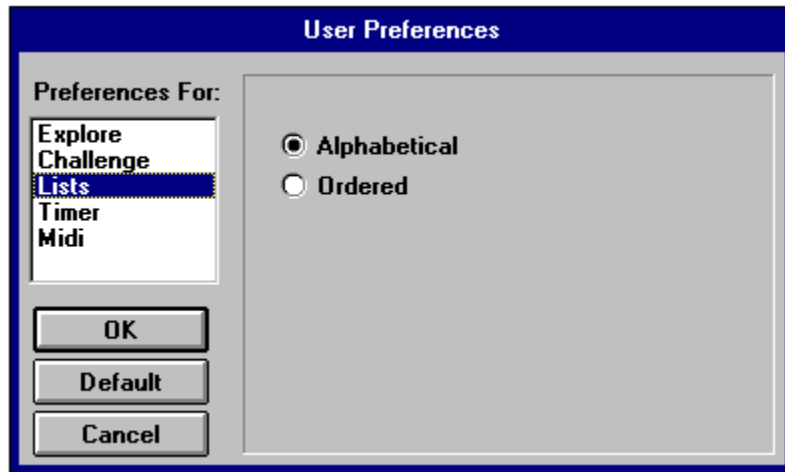 User Preferences
Preferences For:
Explore
Challenge
Lists
Timer
Midi
OK
Default
Cancel
Alphabetical
Ordered